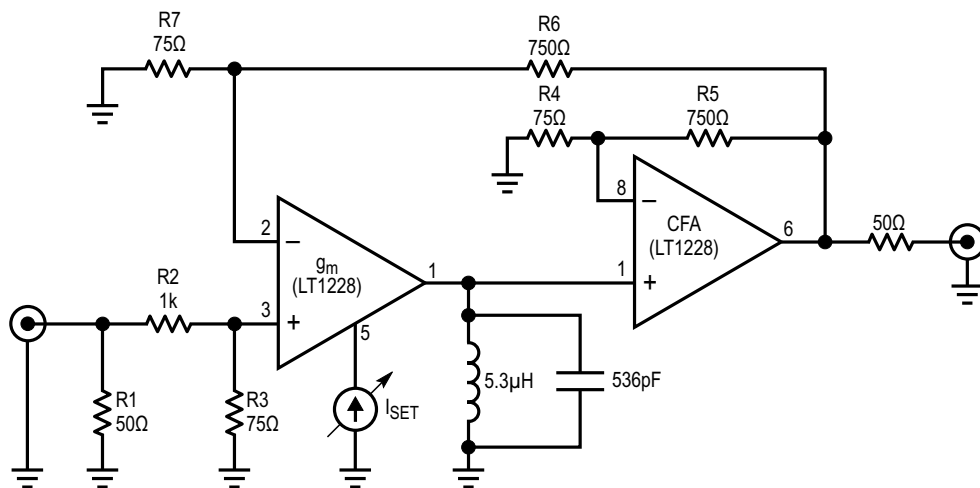 R7
75Ω
R6
750Ω
R4
75Ω
R5
750Ω
8
−
CFA
(LT1228)
6
50Ω
1
+
2
−
gm
(LT1228)
1
R2
1k
3
+
5
R1
50Ω
R3
75Ω
ISET
5.3µH
536pF